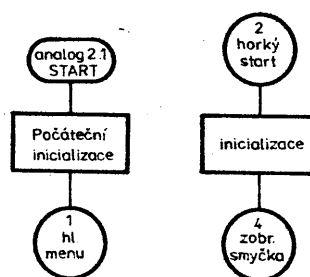 analog 2.1
START
Počáteční
inicializace
1
hl.
menu
2
horký
start
inicializace
4
zobr.
smyčka